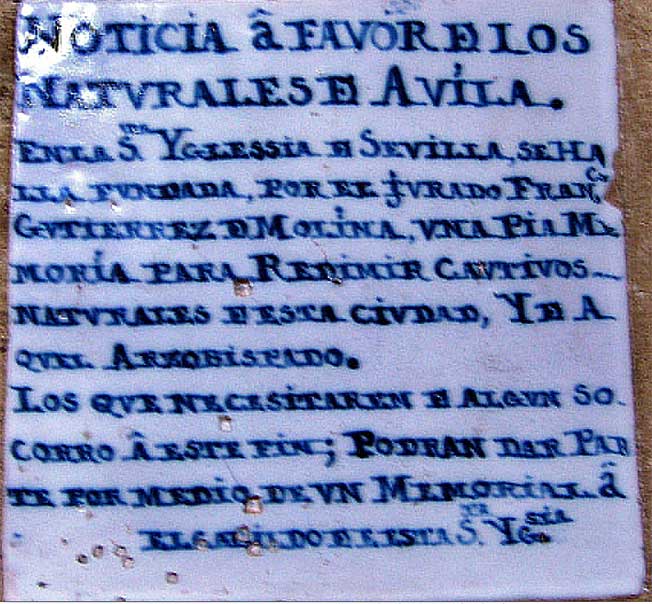 NOTICIA â FAVOR DE LOS
NATVRALES DE AVÍLA.
EN LA S.ta YGLESSIA DE SEVILLA, SE HA
LLA FUNDADA, POR EL JVRADO FRAN.co
GVTIERREZ DE MOLINA, VNA PIA ME
MORÍA PARA REDIMIR CAVTIVOS
NATVRALES DE ESTA CIVDAD, Y DE A
QVEL ARZOBISPADO.
LOS QVE NECESITAREN DE ALGVN SO.
CORRO Â ESTE FIN; PODRAN DAR PAR
TE POR MEDIO DE VN MEMORIAL â
EL CABILDO DE ESTA S.ta YG.sia